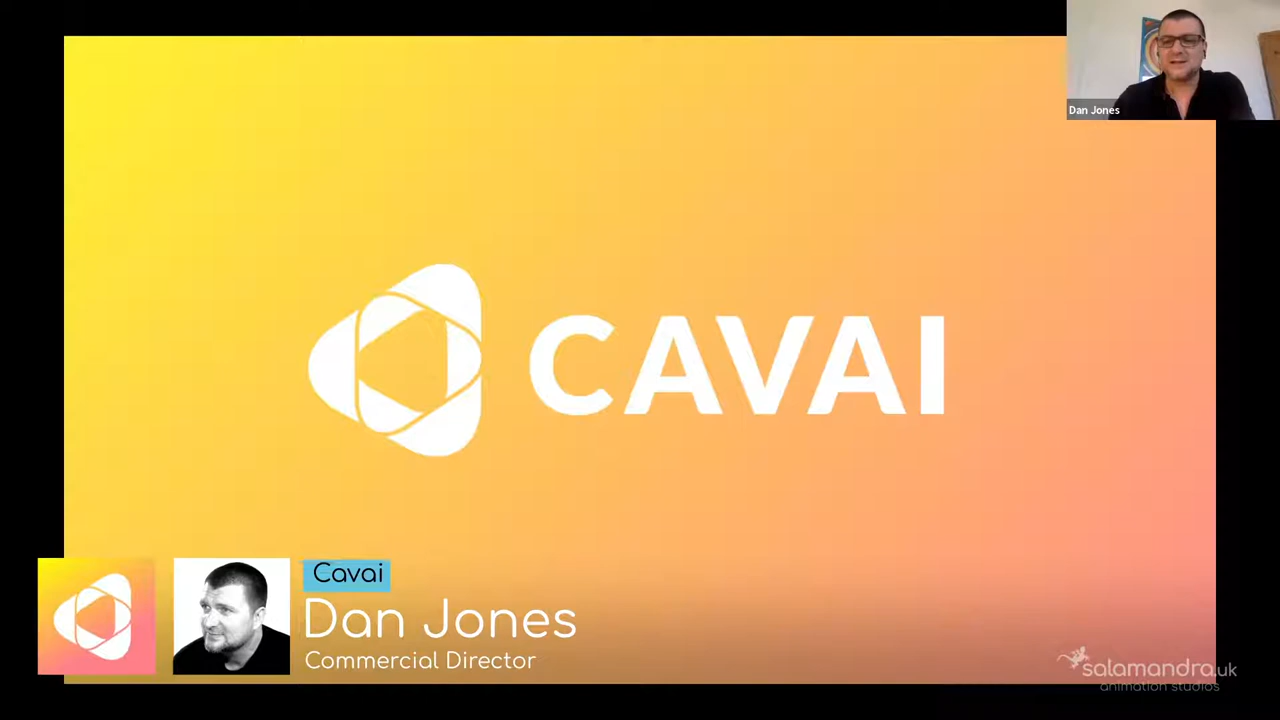 Dan Jones
CAVAI
Cavai
Dan Jones
Commercial Director
salamandra.uk
animation studios